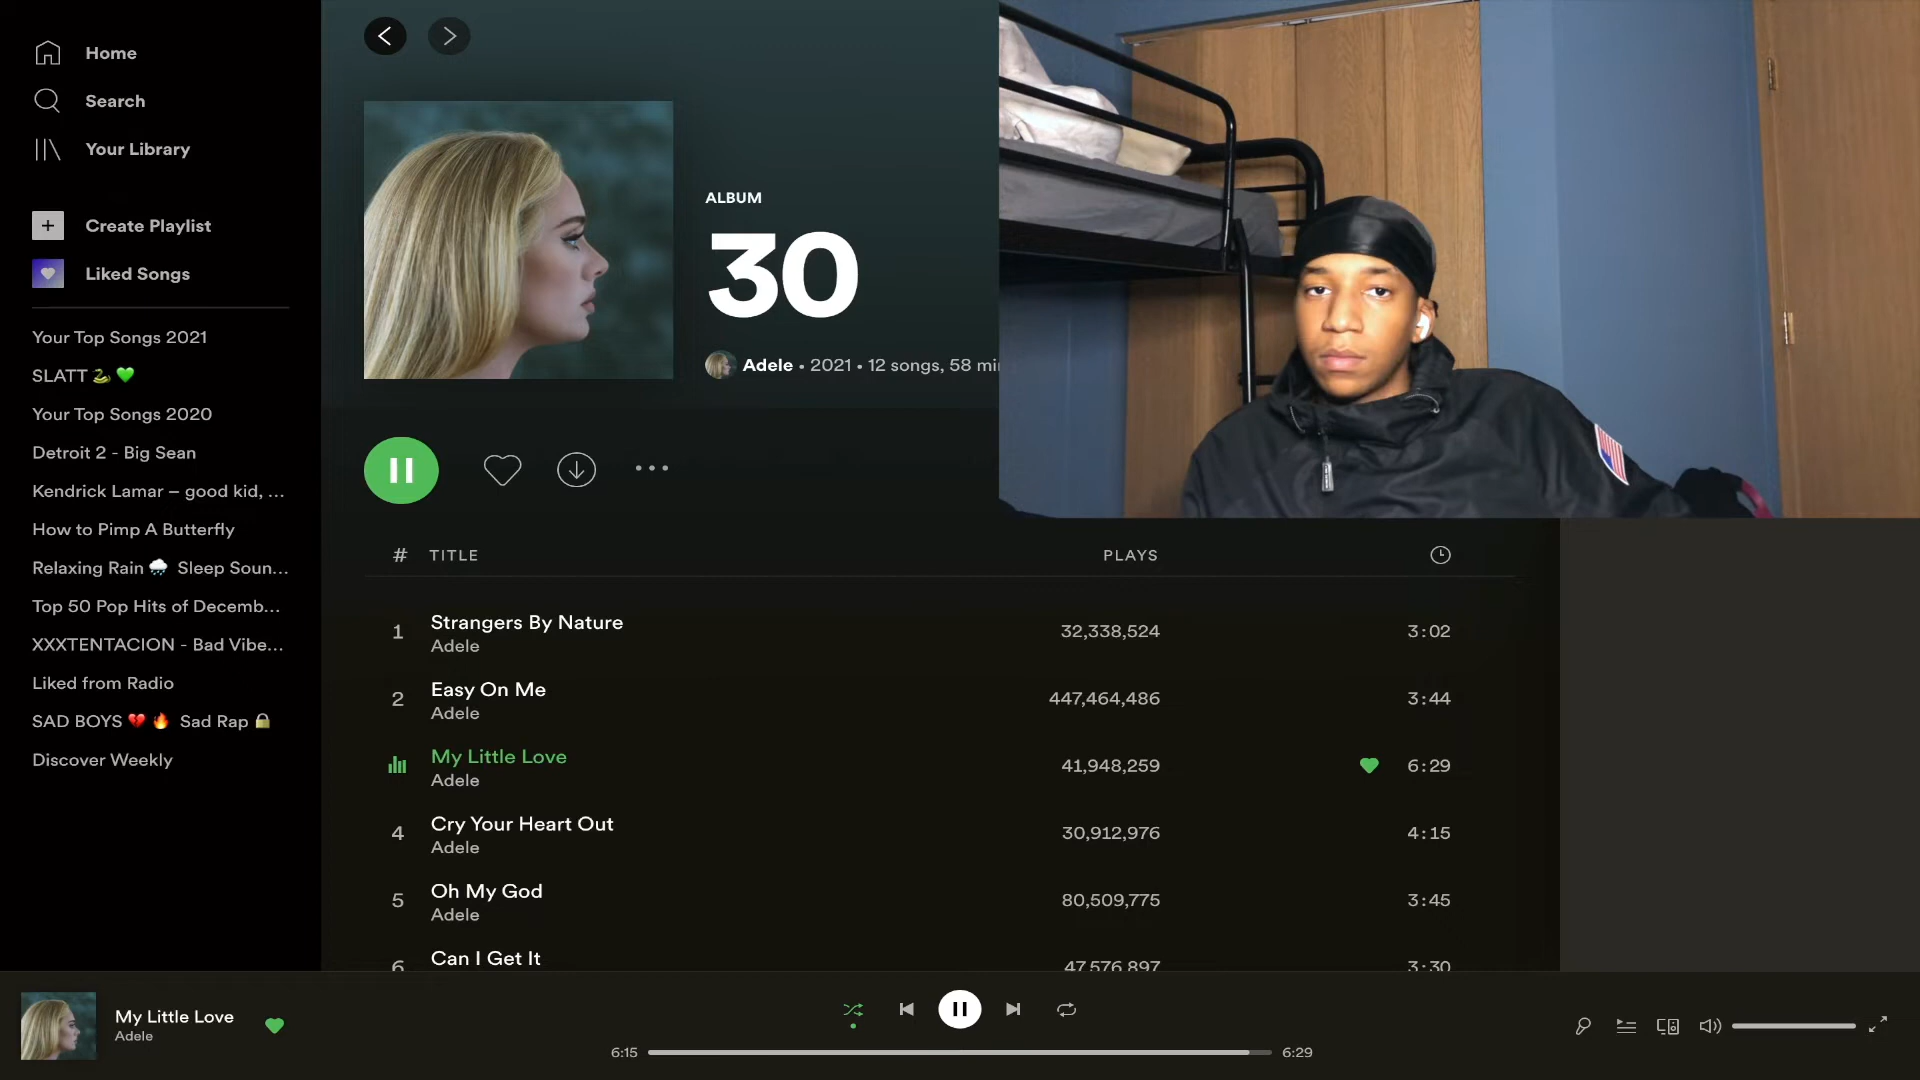 Home
Search
Your Library
Create Playlist
Liked Songs
Your Top Songs 2021
SLATT 🐍 💚
Your Top Songs 2020
Detroit 2 - Big Sean
Kendrick Lamar – good kid, ...
How to Pimp A Butterfly
Relaxing Rain 🌧 Sleep Soun...
Top 50 Pop Hits of Decemb...
XXXTENTACION - Bad Vibe...
Liked from Radio
SAD BOYS 💔 🔥 Sad Rap 🔒
Discover Weekly
ALBUM
30
Adele • 2021 • 12 songs, 58 min
# TITLE PLAYS
1 Strangers By Nature 32,338,524 3:02
Adele
2 Easy On Me 447,464,486 3:44
Adele
My Little Love 41,948,259 6:29
Adele
4 Cry Your Heart Out 30,912,976 4:15
Adele
5 Oh My God 80,509,775 3:45
Adele
6 Can I Get It 47,576,897 3:30
My Little Love
Adele
6:15 6:29